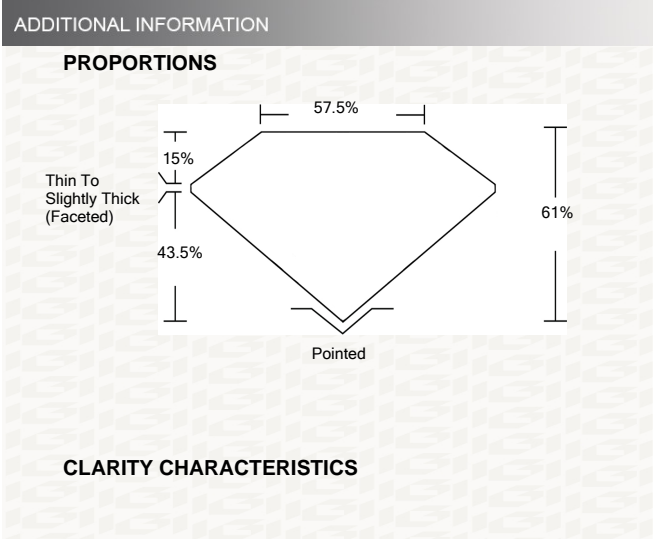 ADDITIONAL INFORMATION
PROPORTIONS
57.5%
15%
Thin To
Slightly Thick
(Faceted)
61%
43.5%
Pointed
CLARITY CHARACTERISTICS